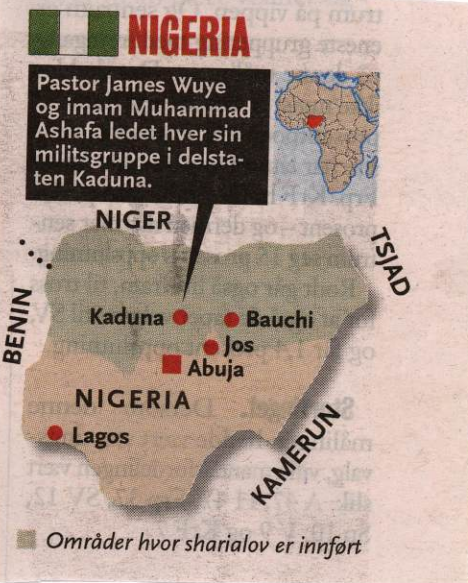 NIGERIA
Pastor James Wuye
og imam Muhammad
Ashafa ledet hver sin
militsgruppe i delsta-
ten Kaduna.
NIGER
TSJAD
BENIN
Kaduna
Bauchi
Jos
Abuja
NIGERIA
Lagos
KAMERUN
Områder hvor sharialov er innført